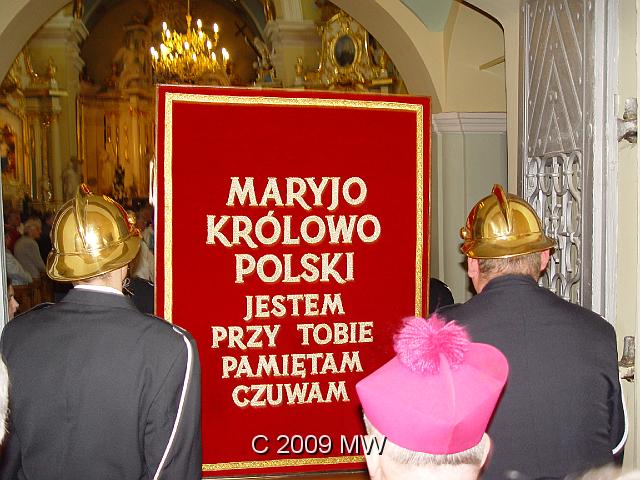 MARYJO
KRÓLOWO
POLSKI
JESTEM
PRZY TOBIE
PAMIĘTAM
CZUWAM
C 2009 MW